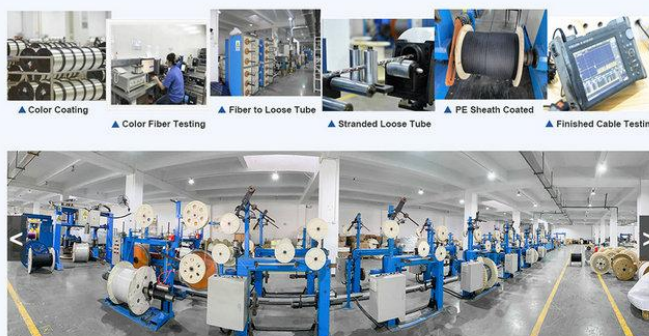 ▲ Color Coating
▲ Color Fiber Testing
▲ Fiber to Loose Tube
▲ Stranded Loose Tube
▲ PE Sheath Coated
▲ Finished Cable Testin